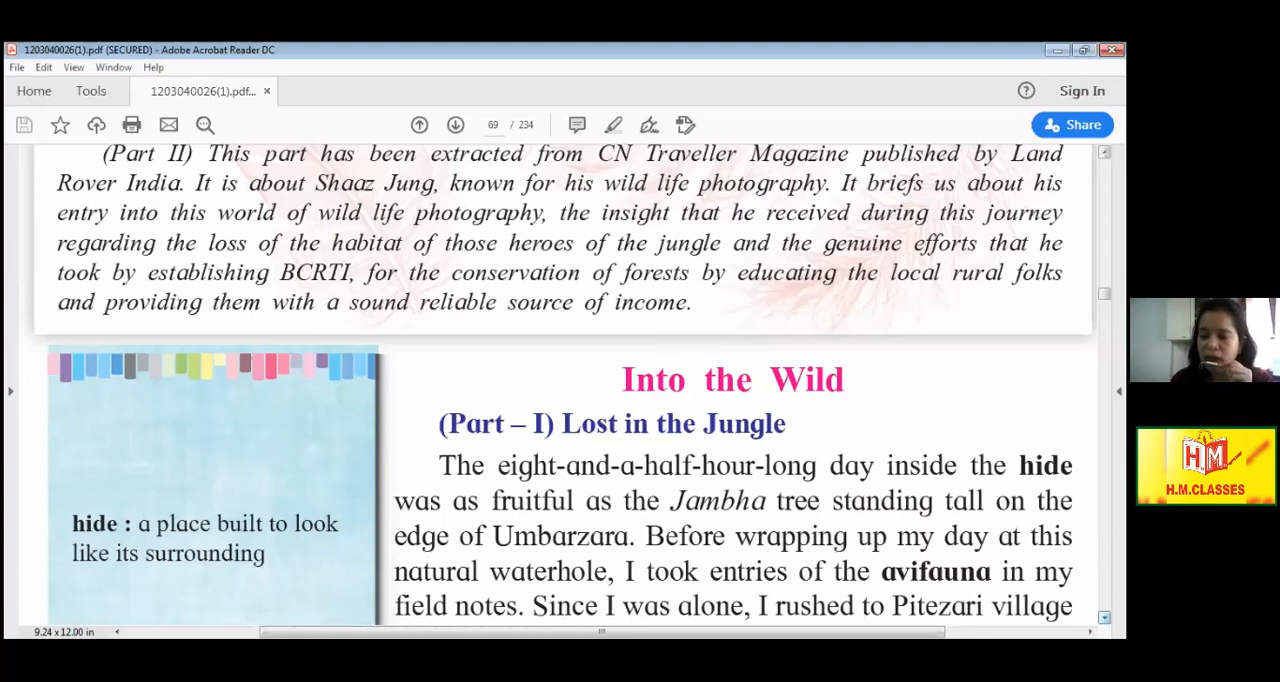 1203040026(1).pdf (SECURED) - Adobe Acrobat Reader DC
File Edit View Window Help
Home Tools 1203040026(1).pdf... × Sign In
69 / 234 Share
(Part II) This part has been extracted from CN Traveller Magazine published by Land
Rover India. It is about Shaaz Jung, known for his wild life photography. It briefs us about his
entry into this world of wild life photography, the insight that he received during this journey
regarding the loss of the habitat of those heroes of the jungle and the genuine efforts that he
took by establishing BCRTI, for the conservation of forests by educating the local rural folks
and providing them with a sound reliable source of income.
Into the Wild
(Part – I) Lost in the Jungle
The eight-and-a-half-hour-long day inside the hide
was as fruitful as the Jambha tree standing tall on the
edge of Umbarzara. Before wrapping up my day at this
natural waterhole, I took entries of the avifauna in my
field notes. Since I was alone, I rushed to Pitezari village
hide : a place built to look
like its surrounding
9.24 x 12.00 in
H.M
H.M.CLASSES